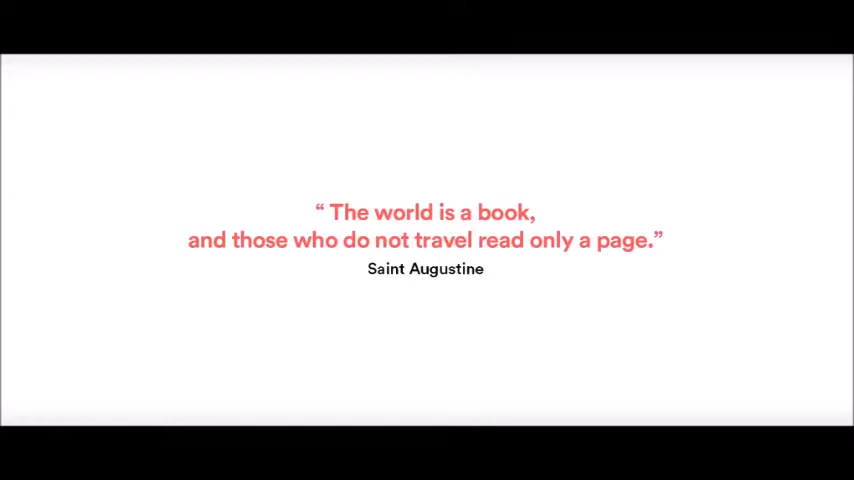 “ The world is a book,
and those who do not travel read only a page.”
Saint Augustine